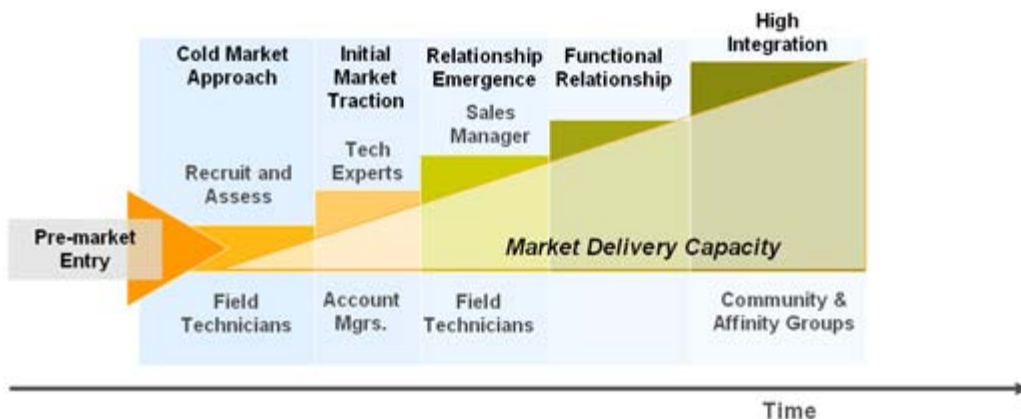 High
Integration
Cold Market
Approach
Initial
Market
Traction
Relationship
Emergence
Functional
Relationship
Sales
Manager
Tech
Experts
Recruit and
Assess
Pre-market
Entry
Market Delivery Capacity
Field
Technicians
Account
Mgrs.
Field
Technicians
Community &
Affinity Groups
Time